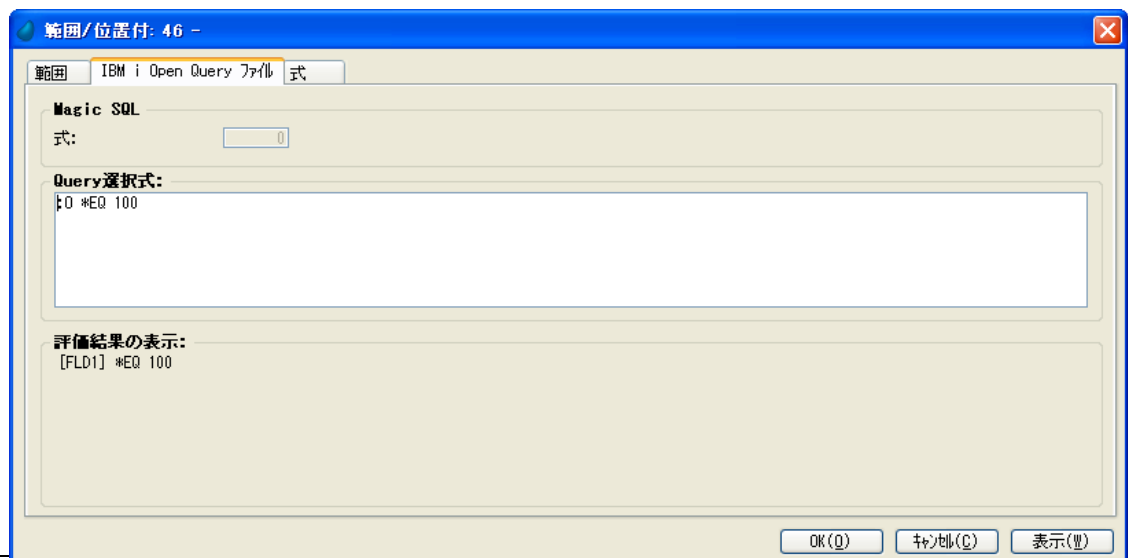 範囲/位置付: 46 -
範囲 IBM i Open Query ファイル 式
Magic SQL
式: 0
Query選択式:
:O *EQ 100
評価結果の表示:
[FLD1] *EQ 100
OK(O) キャンセル(C) 表示(W)